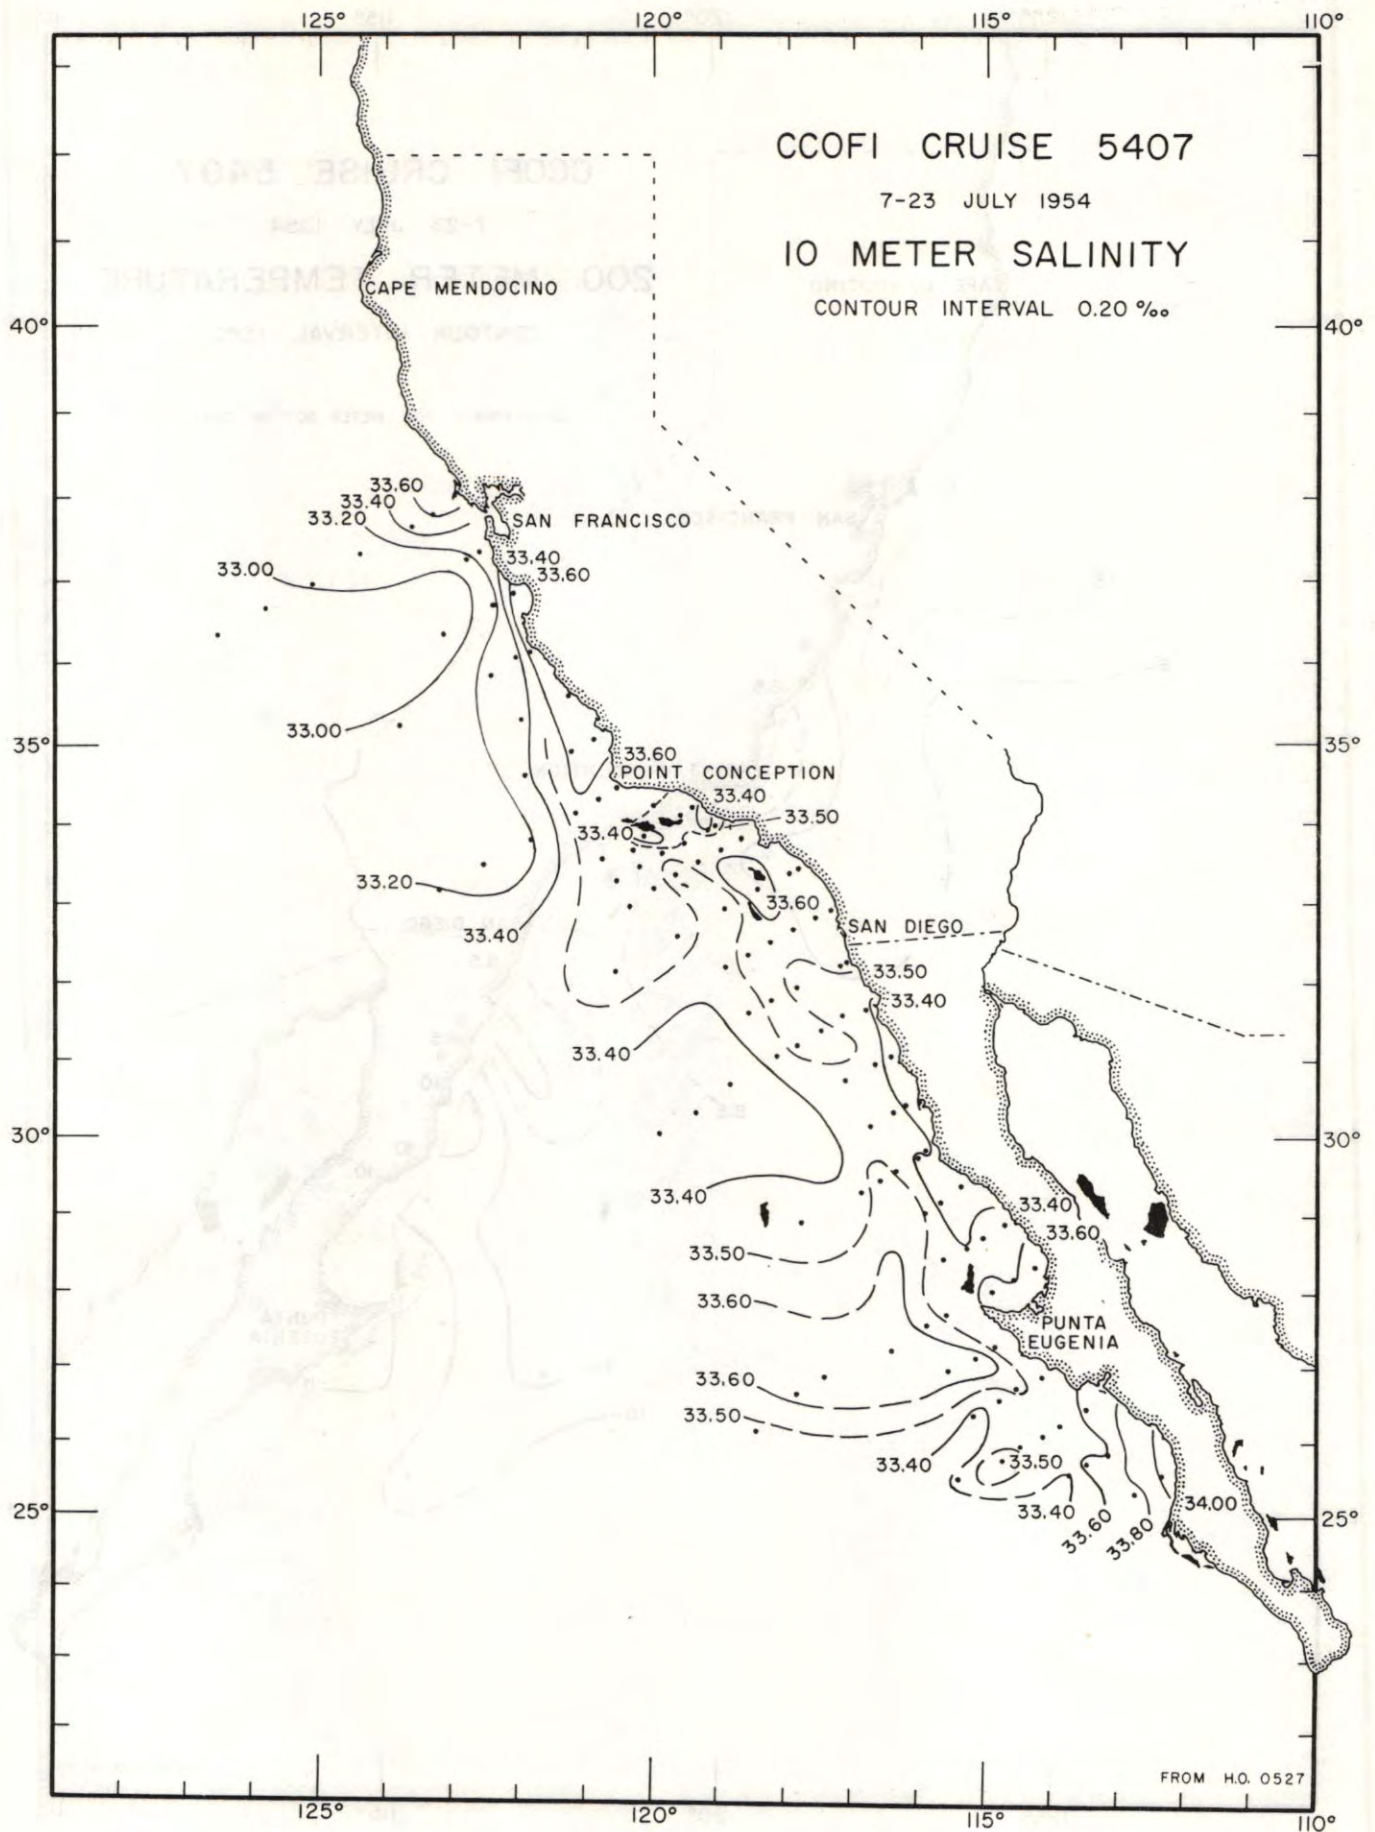 125° 120° 115° 110°
CCOFI CRUISE 5407
7-23 JULY 1954
10 METER SALINITY
CONTOUR INTERVAL 0.20 ‰
CAPE MENDOCINO
40° 40°
33.60
33.40
33.20
SAN FRANCISCO
33.40
33.60
33.00
33.00
35° 35°
33.60
POINT CONCEPTION
33.40
33.50
33.40
33.20
33.60
33.40
SAN DIEGO
33.50
33.40
33.40
30° 30°
33.40
33.40
33.60
33.50
33.60
PUNTA
EUGENIA
33.60
33.50
33.40
33.50
33.40
33.60
33.80
34.00
25° 25°
FROM H.O. 0527
125° 120° 115° 110°